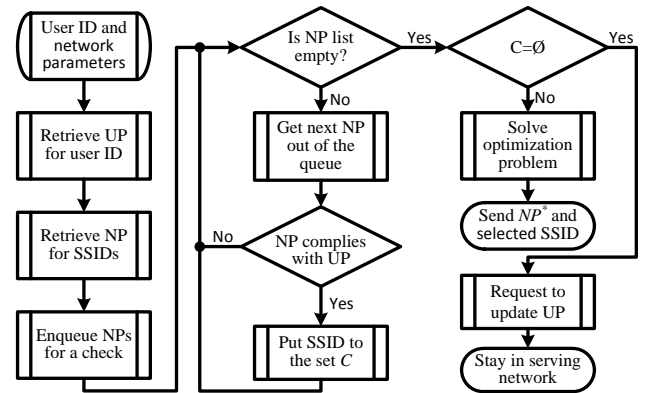 User ID and
network
parameters
Retrieve UP
for user ID
Retrieve NP
for SSIDs
Enqueue NPs
for a check
Is NP list
empty?
Yes
No
Get next NP
out of the
queue
NP complies
with UP
No
Yes
Put SSID to
the set C
C=Ø
Yes
No
Solve
optimization
problem
Send NP* and
selected SSID
Request to
update UP
Stay in serving
network